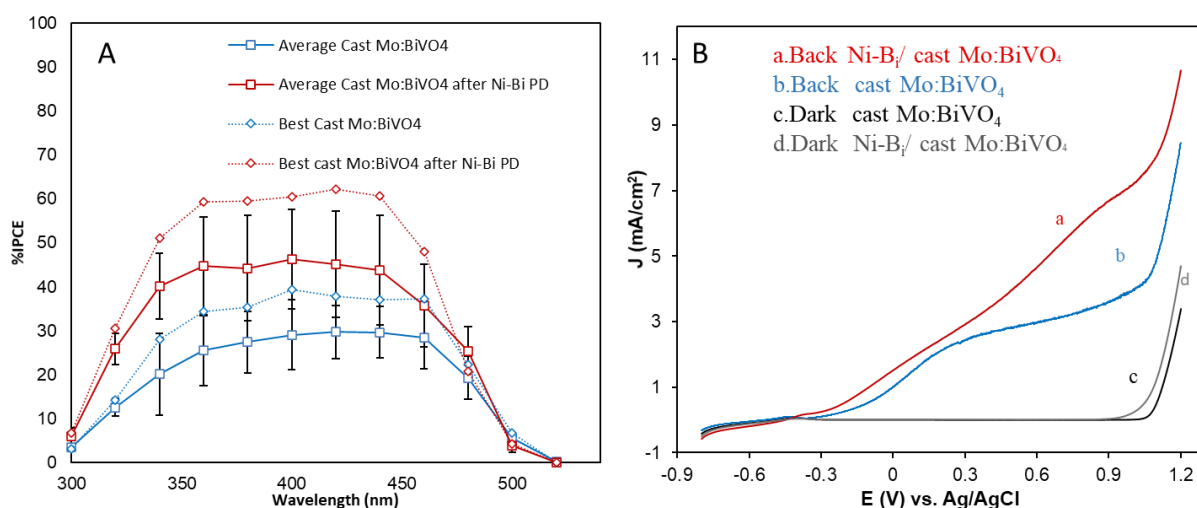 A
Average Cast Mo:BiVO4
Average Cast Mo:BiVO4 after Ni-Bi PD
Best Cast Mo:BiVO4
Best cast Mo:BiVO4 after Ni-Bi PD
100
90
80
70
60
50
40
30
20
10
0
%IPCE
300
350
400
450
500
Wavelength (nm)
B
a.Back Ni-Bᵢ/ cast Mo:BiVO₄
b.Back cast Mo:BiVO₄
c.Dark cast Mo:BiVO₄
d.Dark Ni-Bᵢ/ cast Mo:BiVO₄
a
b
c
d
11
9
7
5
3
1
-1
J (mA/cm²)
-0.9
-0.6
-0.3
0
0.3
0.6
0.9
1.2
E (V) vs. Ag/AgCl